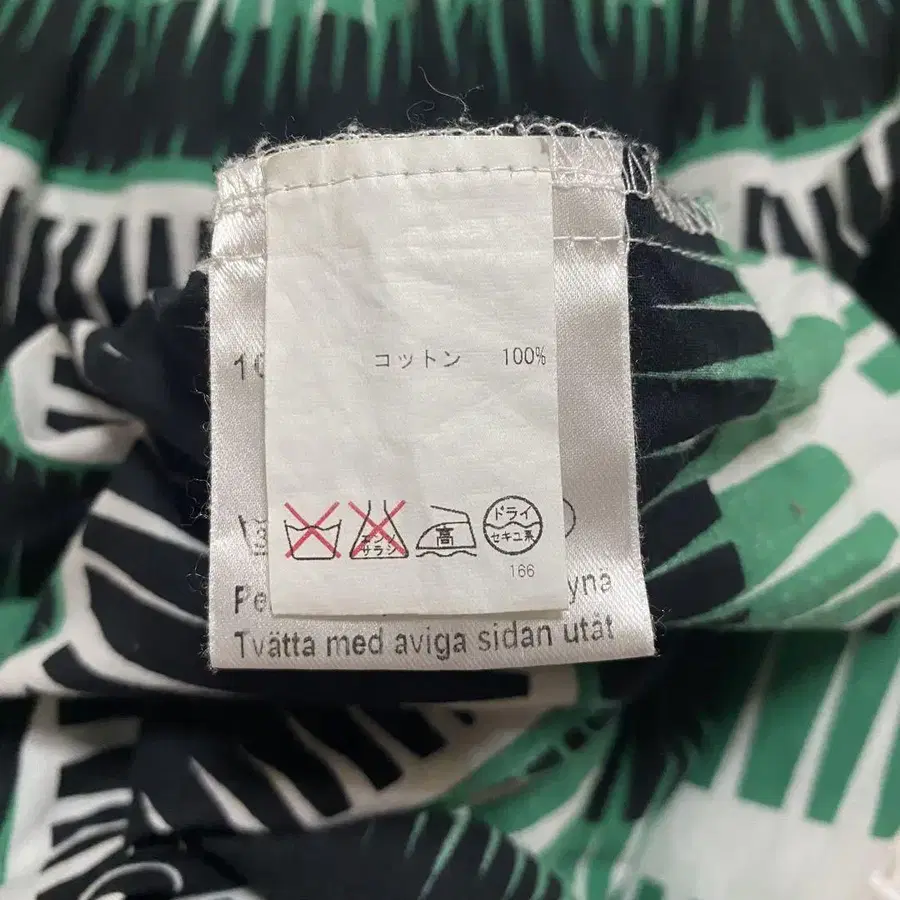 コットン 100%
エンソ サラシ
高
ドライ
セキユ系
166
Tvätta med aviga sidan utåt